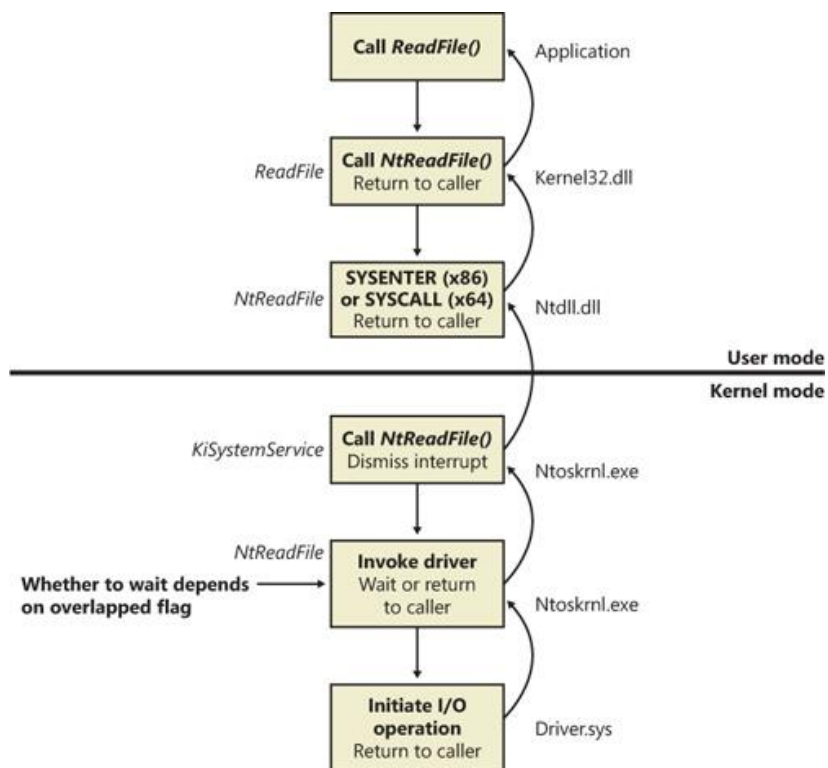 Call ReadFile()
Application
ReadFile
Call NtReadFile()
Return to caller
Kernel32.dll
NtReadFile
SYSENTER (x86)
or SYSCALL (x64)
Return to caller
Ntdll.dll
User mode
Kernel mode
KiSystemService
Call NtReadFile()
Dismiss interrupt
Ntoskrnl.exe
NtReadFile
Whether to wait depends
on overlapped flag
Invoke driver
Wait or return
to caller
Ntoskrnl.exe
Initiate I/O
operation
Return to caller
Driver.sys